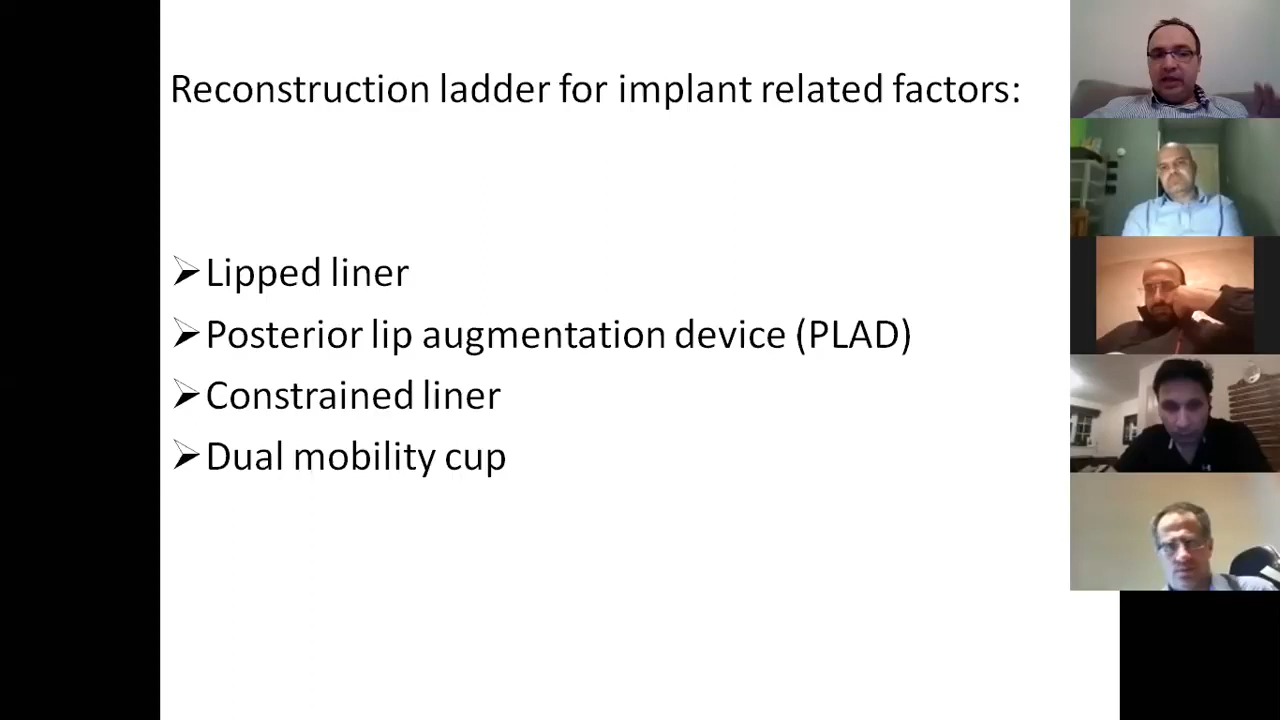 Reconstruction ladder for implant related factors:
Lipped liner
Posterior lip augmentation device (PLAD)
Constrained liner
Dual mobility cup